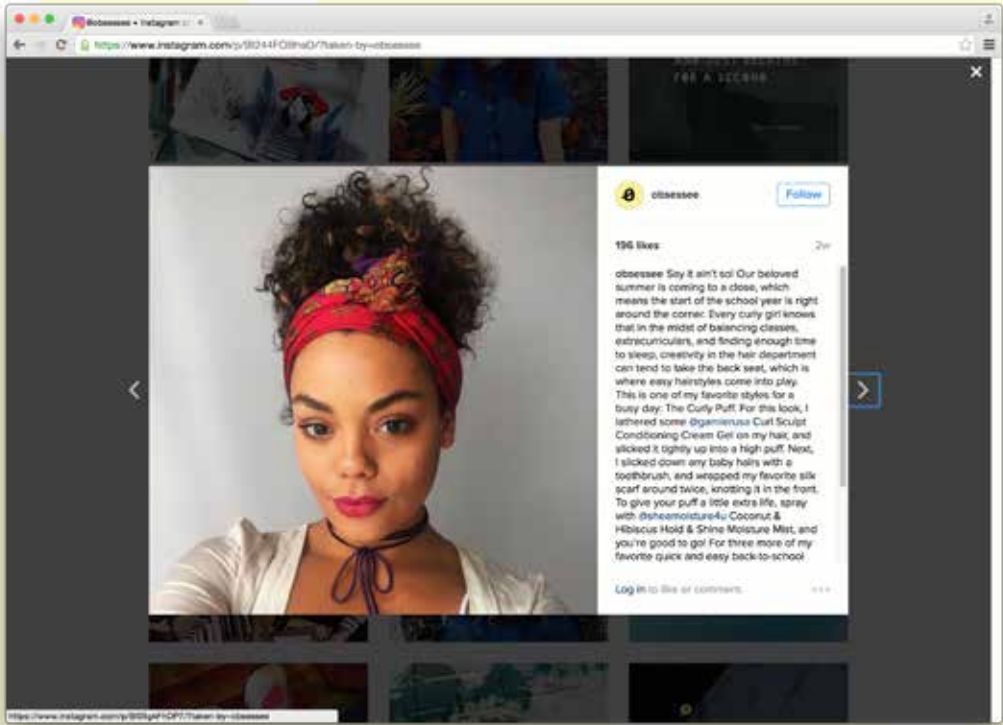 @obsessee • Instagram
https://www.instagram.com/p/
FOR A SECOND
obsessee
Follow
196 likes
2w
obsessee Say it ain't so! Our beloved
summer is coming to a close, which
means the start of the school year is right
around the corner. Every curly girl knows
that in the midst of balancing classes,
extracurriculars, and finding enough time
to sleep, creativity in the hair department
can tend to take the back seat, which is
where easy hairstyles come into play.
This is one of my favorite styles for a
busy day: The Curly Puff. For this look, I
lathered some @garnierusa Curl Sculpt
Conditioning Cream Gel on my hair, and
slicked it tightly up into a high puff. Next,
I slicked down any baby hairs with a
toothbrush, and wrapped my favorite silk
scarf around twice, knotting it in the front.
To give your puff a little extra life, spray
with @sheamoisture4u Coconut &
Hibiscus Hold & Shine Moisture Mist, and
you're good to go! For three more of my
favorite quick and easy back-to-school
Log in to like or comment.